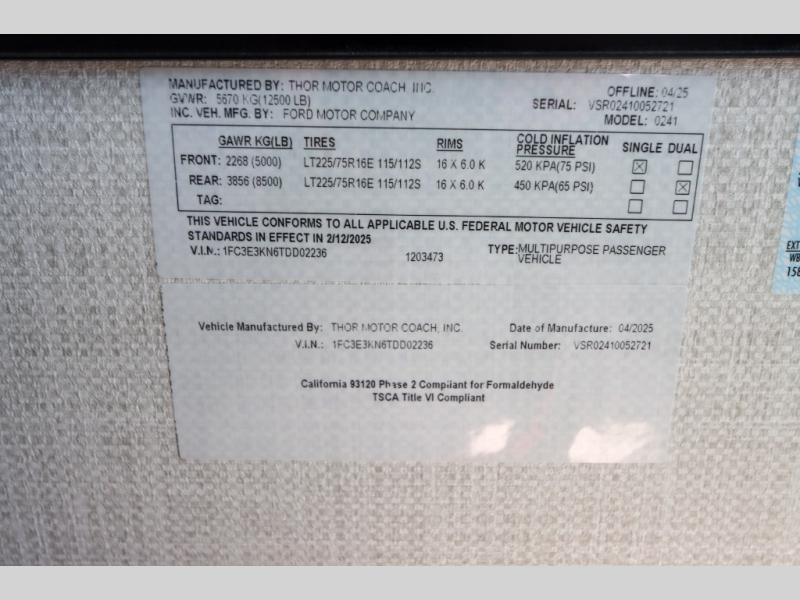 MANUFACTURED BY: THOR MOTOR COACH, INC.
OFFLINE: 04/25
GVWR: 5670 KG(12500 LB)
SERIAL: VSR02410052721
INC. VEH. MFG. BY: FORD MOTOR COMPANY
MODEL: 0241
GAWR KG(LB) TIRES RIMS COLD INFLATION PRESSURE SINGLE DUAL
FRONT: 2268 (5000) LT225/75R16E 115/112S 16 X 6.0 K 520 KPA(75 PSI) ☒ ☐
REAR: 3856 (8500) LT225/75R16E 115/112S 16 X 6.0 K 450 KPA(65 PSI) ☐ ☒
TAG: ☐ ☐
THIS VEHICLE CONFORMS TO ALL APPLICABLE U.S. FEDERAL MOTOR VEHICLE SAFETY
STANDARDS IN EFFECT IN 2/12/2025
V.I.N.: 1FC3E3KN6TDD02236 1203473 TYPE: MULTIPURPOSE PASSENGER
VEHICLE
Vehicle Manufactured By: THOR MOTOR COACH, INC. Date of Manufacture: 04/2025
V.I.N.: 1FC3E3KN6TDD02236 Serial Number: VSR02410052721
California 93120 Phase 2 Compliant for Formaldehyde
TSCA Title VI Compliant
EXT